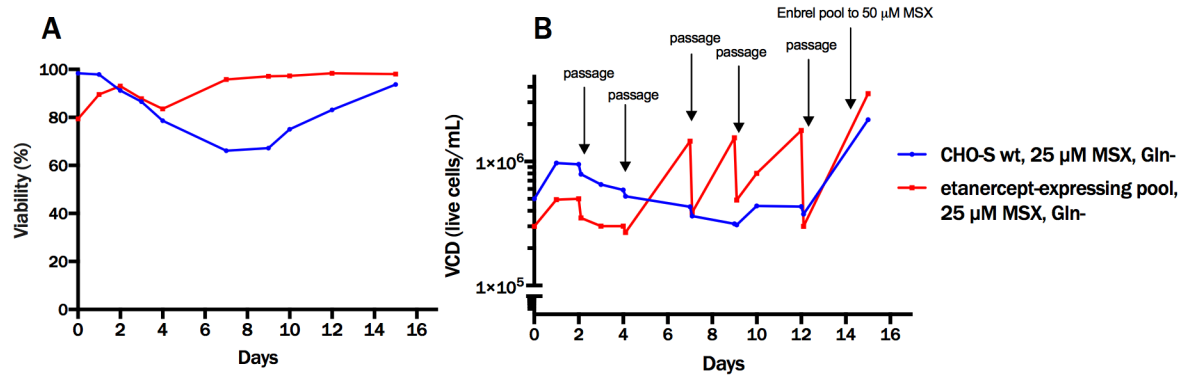 A
Viability (%)
100
80
60
40
20
0
0 2 4 6 8 10 12 14 16
Days
B
Enbrel pool to 50 μM MSX
passage
passage
passage
passage
passage
VCD (live cells/mL)
1×10⁶
1×10⁵
0 2 4 6 8 10 12 14 16
Days
CHO-S wt, 25 μM MSX, Gln-
etanercept-expressing pool,
25 μM MSX, Gln-